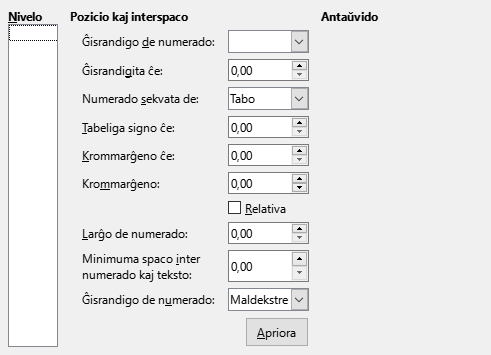 Nivelo
Pozicio kaj interspaco
Antaŭvido
Ĝisrandigo de numerado:
Ĝisrandigita ĉe: 0,00
Numerado sekvata de: Tabo
Tabeliga signo ĉe: 0,00
Krommarĝeno ĉe: 0,00
Krommarĝeno: 0,00
Relativa
Larĝo de numerado: 0,00
Minimuma spaco inter
numerado kaj teksto: 0,00
Ĝisrandigo de numerado: Maldekstre
Apriora